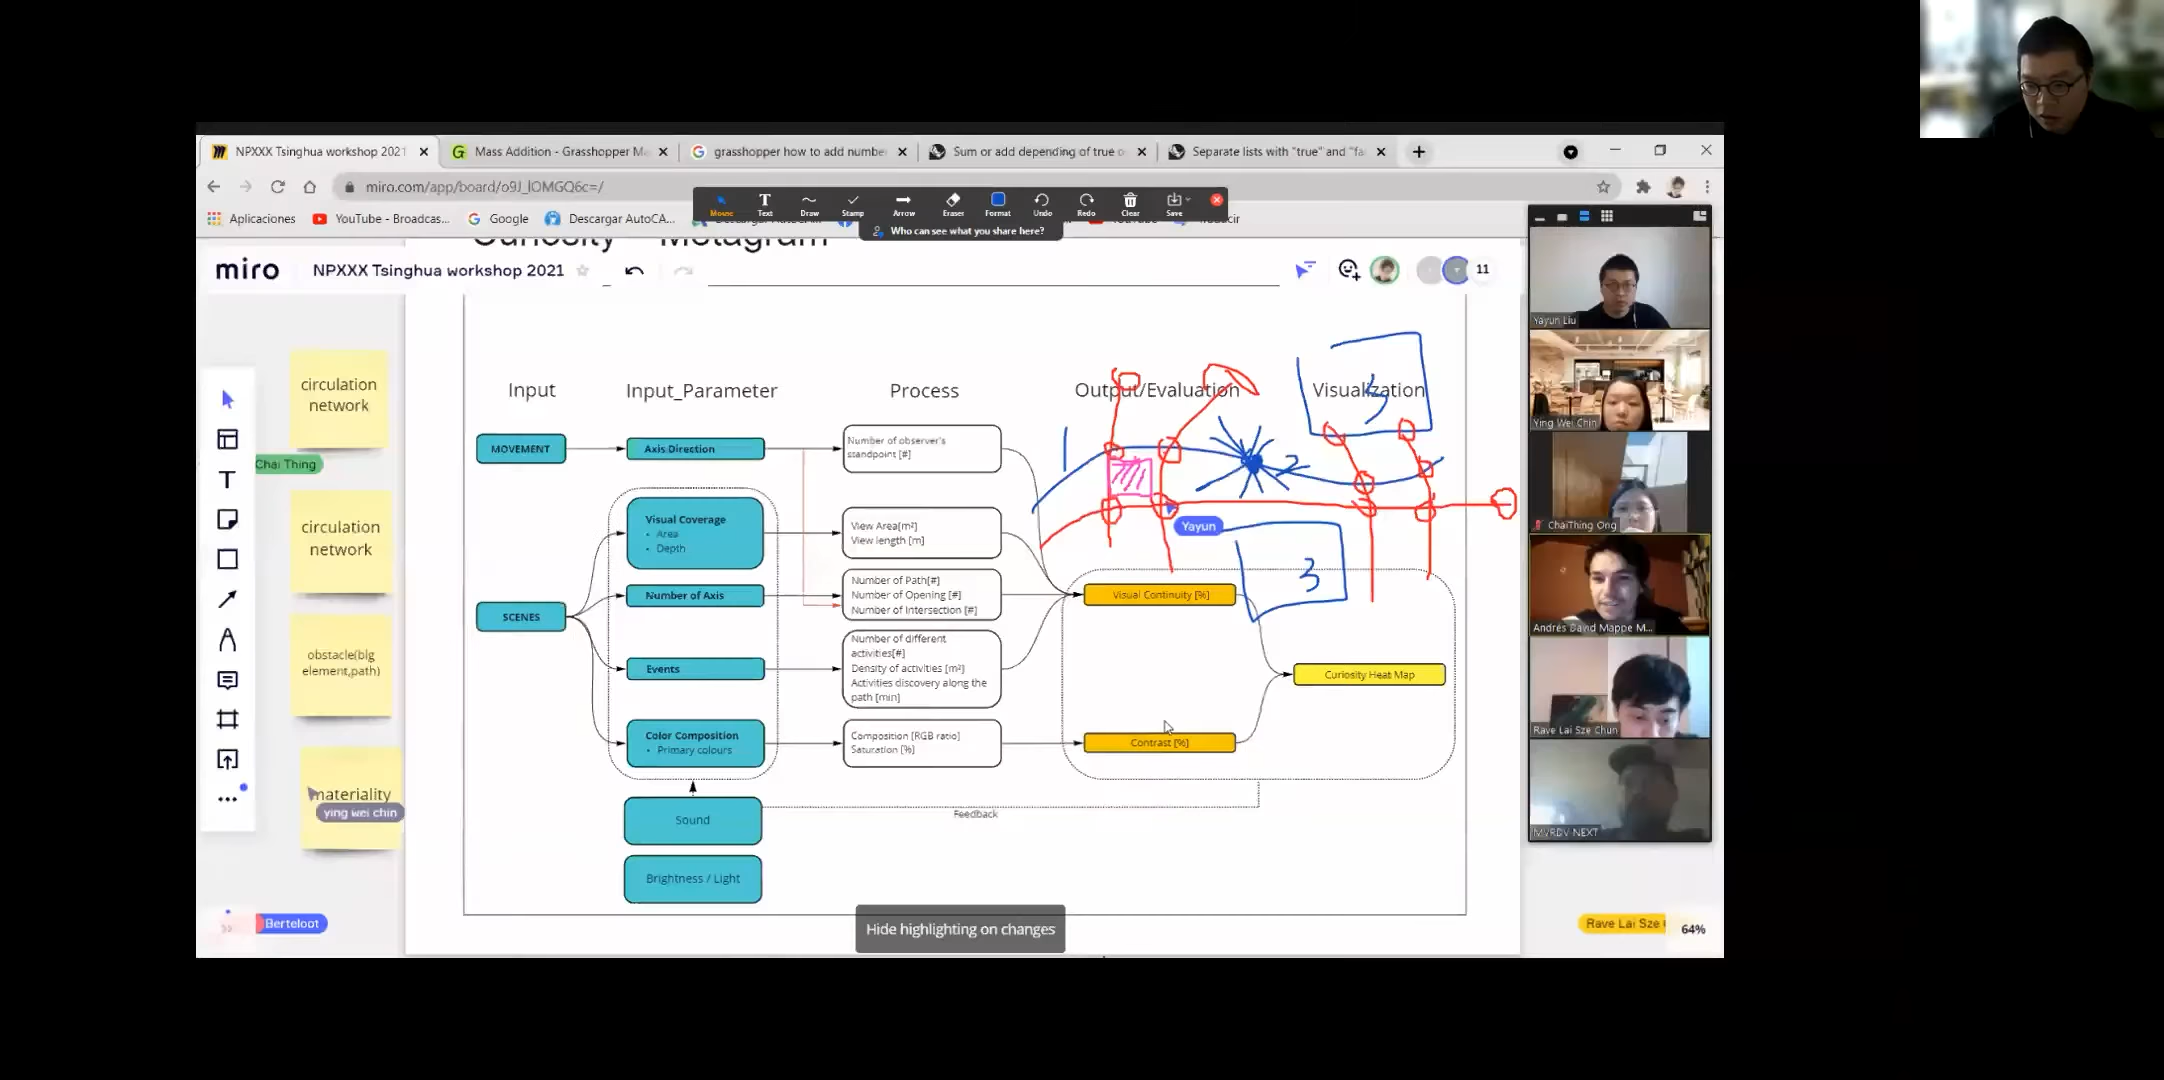 NPXXX Tsinghua workshop 2021
Mass Addition - Grasshopper M
grasshopper how to add numbe
Sum or add depending of true o
Separate lists with "true" and "fa
miro.com/app/board/o9J_lOMGQ6c=/
Aplicaciones
YouTube - Broadcas...
Google
Descargar AutoCA...
Mouse
Text
Draw
Stamp
Arrow
Eraser
Format
Undo
Redo
Clear
Save
Who can see what you share here?
miro
NPXXX Tsinghua workshop 2021
11
circulation
network
Chai Thing
circulation
network
obstacle(big
element,path)
materiality
ying wei chin
Berteloot
Input
Input_Parameter
Process
Output/Evaluation
Visualization
MOVEMENT
Axis Direction
Number of observer's
standpoint [#]
SCENES
Visual Coverage
• Area
• Depth
View Area[m²]
View length [m]
Number of Axis
Number of Path[#]
Number of Opening [#]
Number of Intersection [#]
Events
Number of different
activities[#]
Density of activities [m²]
Activities discovery along the
path [min]
Color Composition
• Primary colours
Composition [RGB ratio]
Saturation [%]
Visual Continuity [%]
Contrast [%]
Curiosity Heat Map
Sound
Feedback
Brightness / Light
1
2
3
Yayun
Hide highlighting on changes
Rave Lai Sze
64%
Yayun Liu
Ying Wei Chin
ChaiThing Ong
Andrés David Mappe M...
Rave Lai Sze Chun
MVRDV NEXT